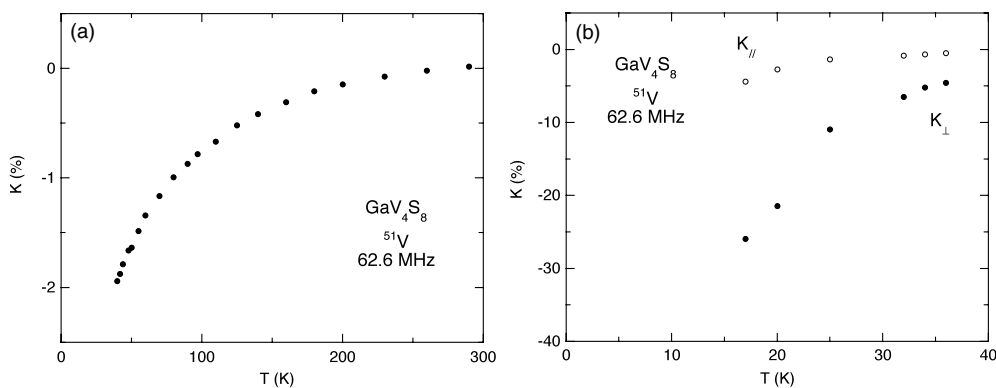 (a)
0
-1
-2
K (%)
GaV₄S₈
⁵¹V
62.6 MHz
0
100
200
300
T (K)
(b)
K//
GaV₄S₈
⁵¹V
62.6 MHz
K⊥
0
-10
-20
-30
-40
K (%)
0
10
20
30
40
T (K)